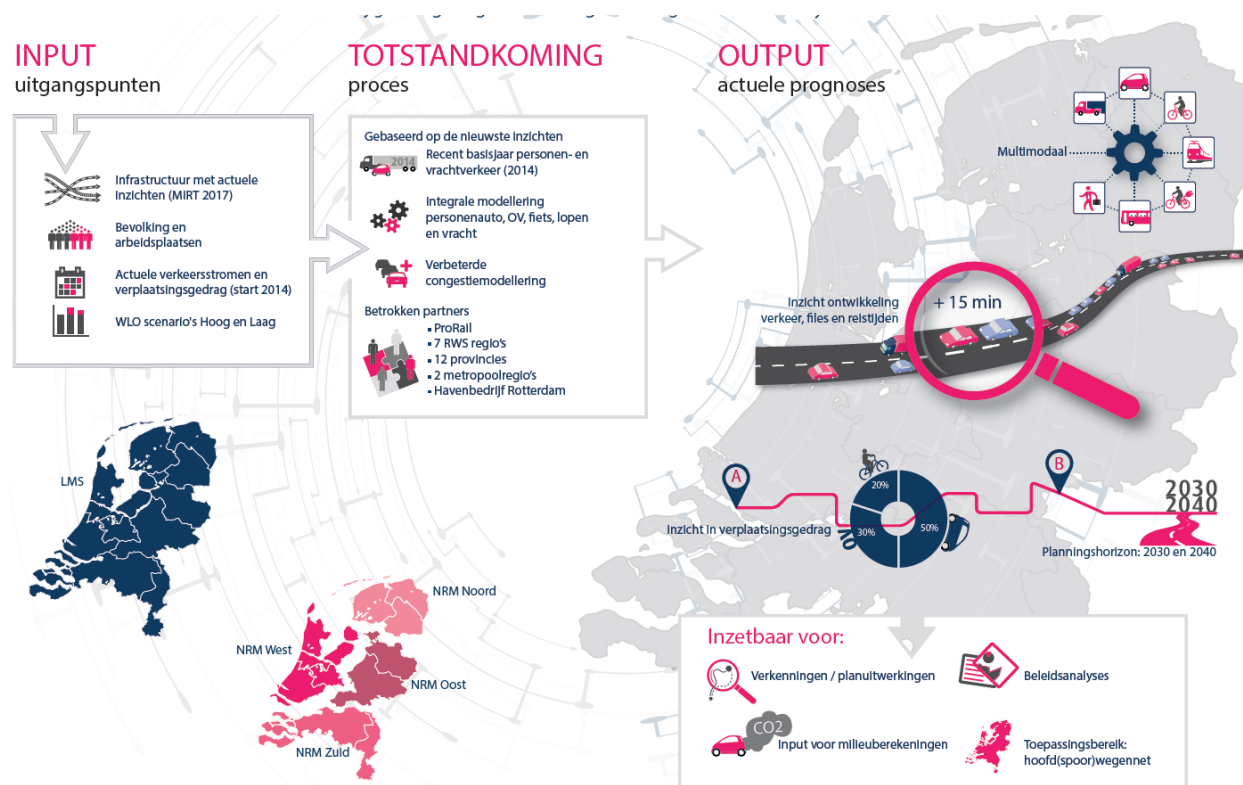 INPUT
uitgangspunten
Infrastructuur met actuele
inzichten (MIRT 2017)
Bevolking en
arbeidsplaatsen
Actuele verkeersstromen en
verplaatsingsgedrag (start 2014)
WLO scenario's Hoog en Laag
LMS
NRM Noord
NRM West
NRM Oost
NRM Zuid
TOTSTANDKOMING
proces
Gebaseerd op de nieuwste inzichten
2014
Recent basisjaar personen- en
vrachtverkeer (2014)
Integrale modellering
personenauto, OV, fiets, lopen
en vracht
Verbeterde
congestiemodellering
Betrokken partners
▪ ProRail
▪ 7 RWS regio's
▪ 12 provincies
▪ 2 metropoolregio's
▪ Havenbedrijf Rotterdam
OUTPUT
actuele prognoses
Multimodaal
Inzicht ontwikkeling
verkeer, files en reistijden
+ 15 min
A
B
20%
30%
50%
OV
Inzicht in verplaatsingsgedrag
2030
2040
Planningshorizon: 2030 en 2040
Inzetbaar voor:
Verkenningen / planuitwerkingen
Beleidsanalyses
CO2
Input voor milieuberekeningen
Toepassingsbereik:
hoofd(spoor)wegennet